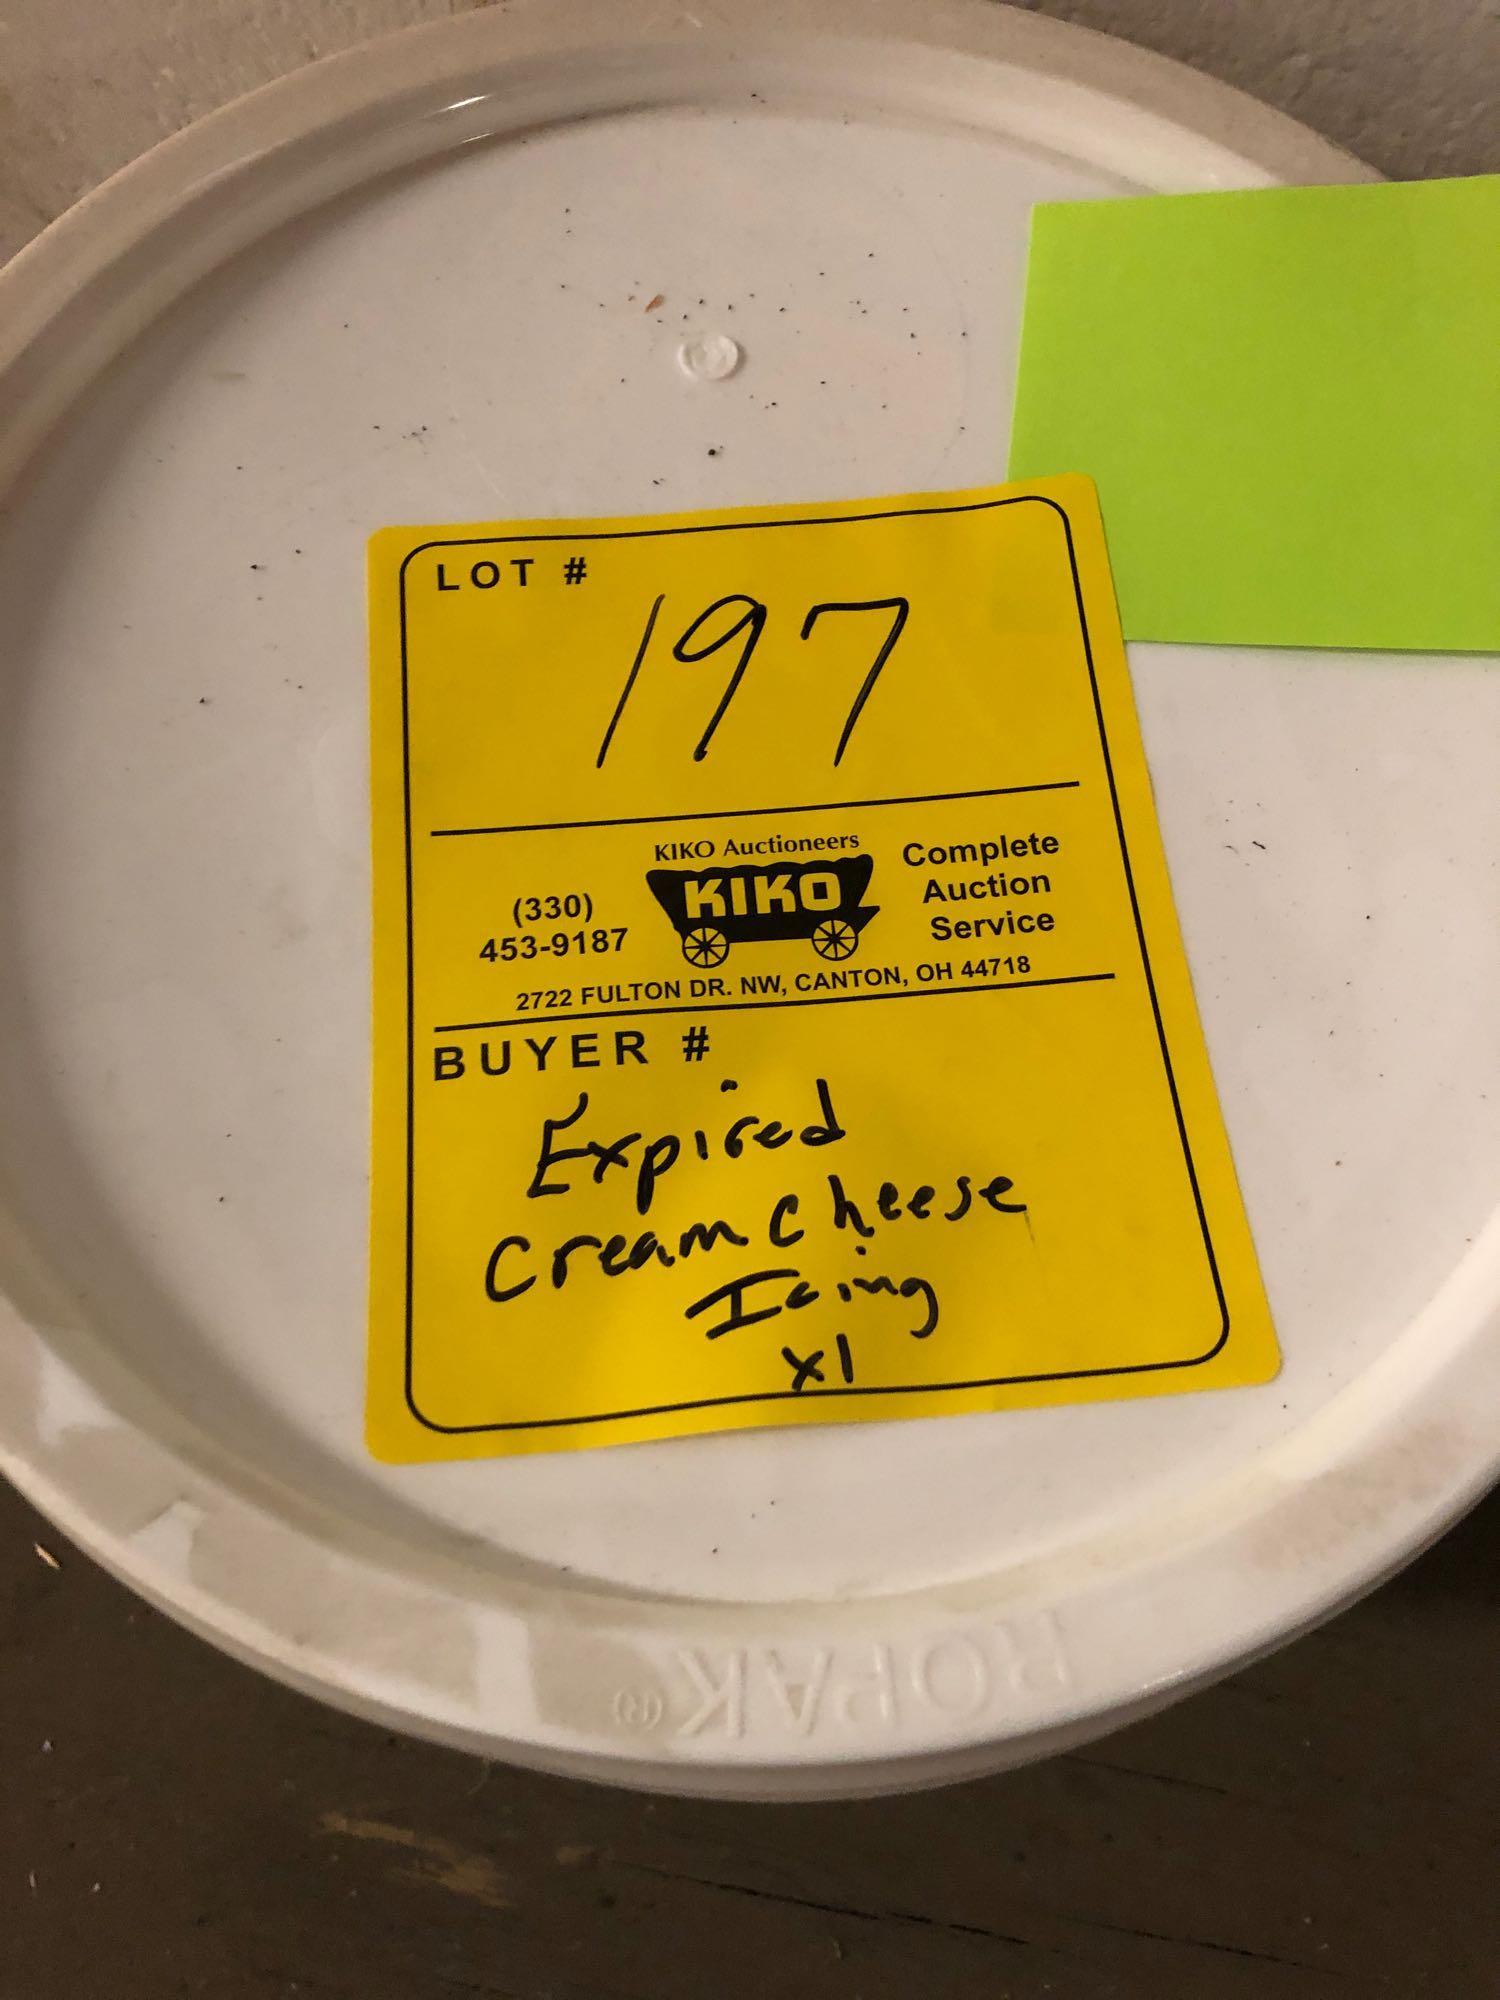 LOT #
197
KIKO Auctioneers
KIKO
(330)
453-9187
Complete
Auction
Service
2722 FULTON DR. NW, CANTON, OH 44718
BUYER #
Expired
Cream Cheese
Icing
x1
ROPAK®